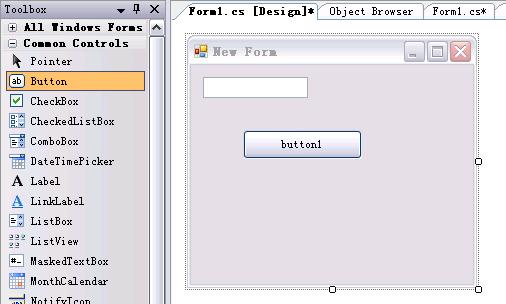 Toolbox
All Windows Forms
Common Controls
Pointer
Button
CheckBox
CheckedListBox
ComboBox
DateTimePicker
Label
LinkLabel
ListBox
ListView
MaskedTextBox
MonthCalendar
NotifyIcon
Form1.cs [Design]* Object Browser Form1.cs*
New Form
button1